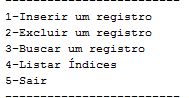 ----------------------------
1-Inserir um registro
2-Excluir um registro
3-Buscar um registro
4-Listar Índices
5-Sair
----------------------------